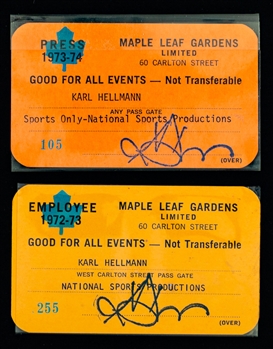 PRESS
1973-74
MAPLE LEAF GARDENS
LIMITED
60 CARLTON STREET
GOOD FOR ALL EVENTS — Not Transferable
KARL HELLMANN
ANY PASS GATE
Sports Only-National Sports Productions
105
(OVER)
EMPLOYEE
1972-73
MAPLE LEAF GARDENS
LIMITED
60 CARLTON STREET
GOOD FOR ALL EVENTS — Not Transferable
KARL HELLMANN
WEST CARLTON STREET PASS GATE
NATIONAL SPORTS PRODUCTIONS
255
(OVER)